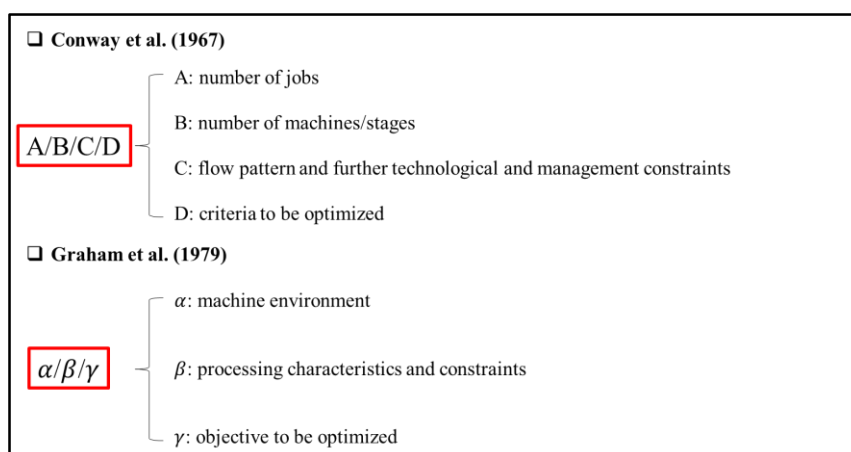 ❑ Conway et al. (1967)
A: number of jobs
B: number of machines/stages
A/B/C/D
C: flow pattern and further technological and management constraints
D: criteria to be optimized
❑ Graham et al. (1979)
α: machine environment
α/β/γ
β: processing characteristics and constraints
γ: objective to be optimized